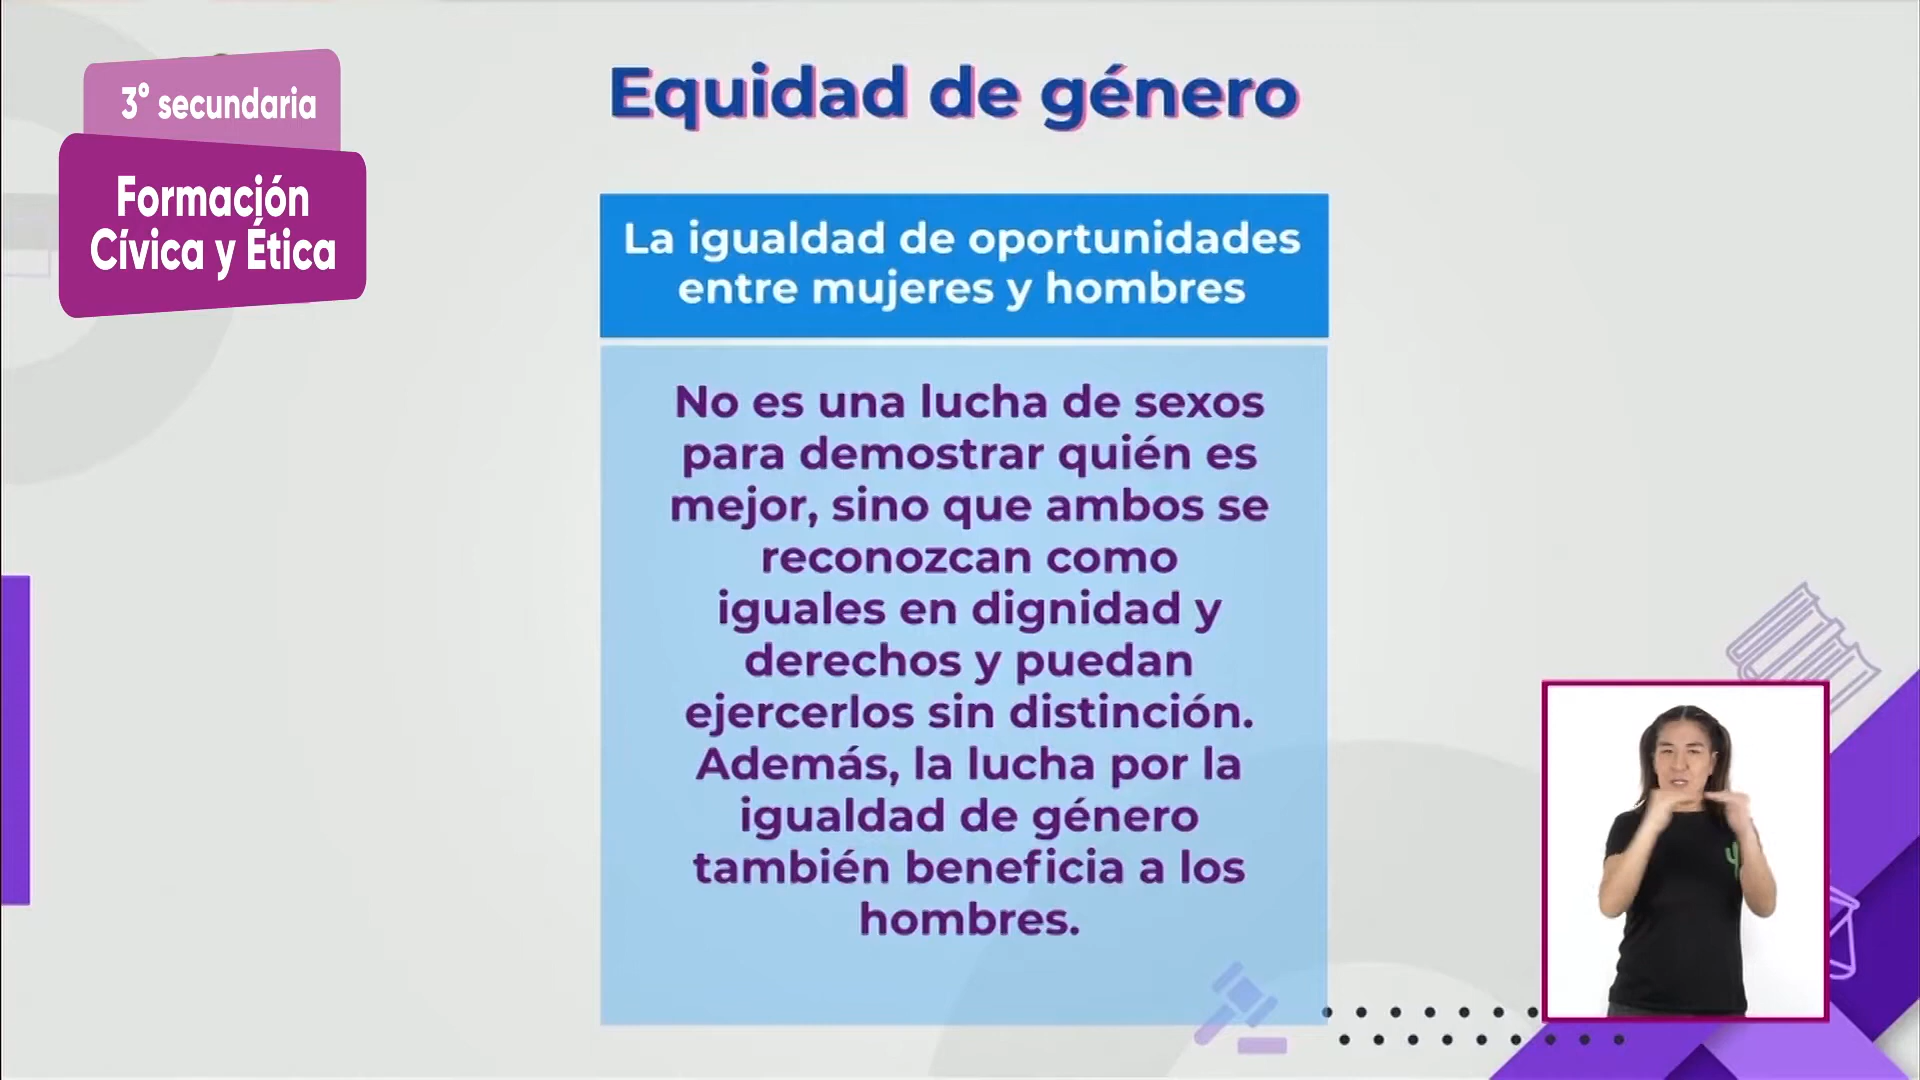 3° secundaria
Formación
Cívica y Ética
Equidad de género
La igualdad de oportunidades
entre mujeres y hombres
No es una lucha de sexos
para demostrar quién es
mejor, sino que ambos se
reconozcan como
iguales en dignidad y
derechos y puedan
ejercerlos sin distinción.
Además, la lucha por la
igualdad de género
también beneficia a los
hombres.